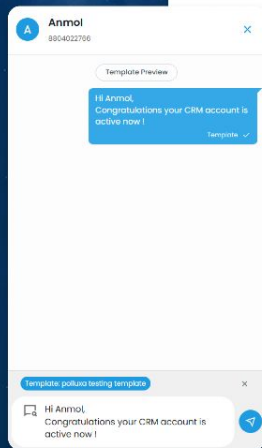 A
Anmol
8804022766
Template Preview
Hi Anmol,
Congratulations your CRM account is
active now !
Template
Template: polluxa testing template
Hi Anmol,
Congratulations your CRM account is
active now !